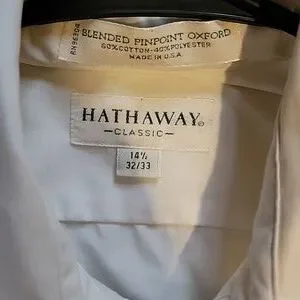 BLENDED PINPOINT OXFORD
60% COTTON-40% POLYESTER
MADE IN U.S.A.
HATHAWAY®
-CLASSIC-
14½
32/33